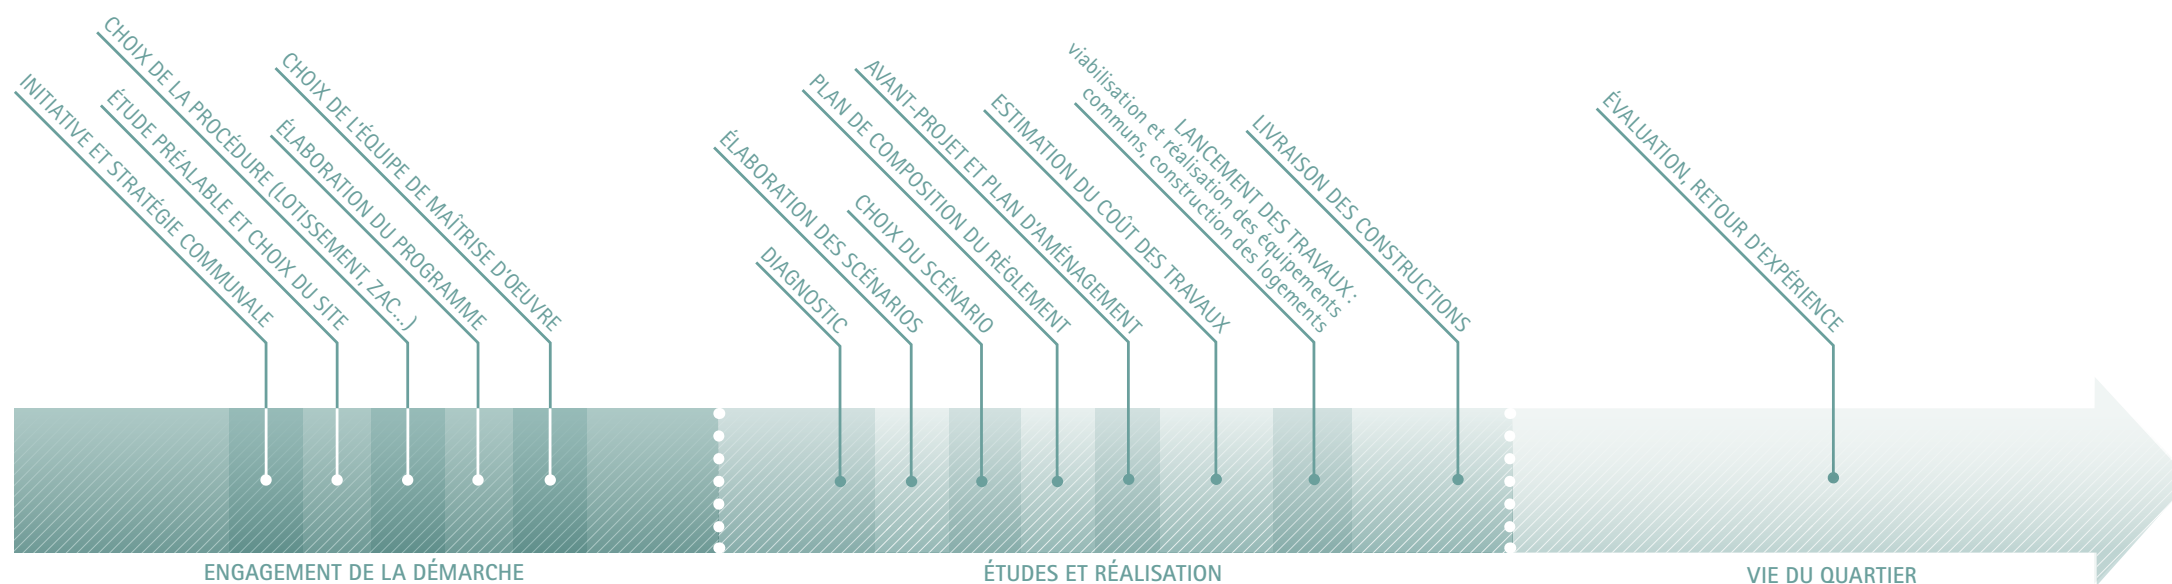 INITIATIVE ET STRATÉGIE COMMUNALE
ÉTUDE PRÉALABLE ET CHOIX DU SITE
CHOIX DE LA PROCÉDURE (LOTISSEMENT, ZAC...)
ÉLABORATION DU PROGRAMME
CHOIX DE L'ÉQUIPE DE MAÎTRISE D'OEUVRE
DIAGNOSTIC
ÉLABORATION DES SCÉNARIOS
CHOIX DU SCÉNARIO
PLAN DE COMPOSITION DU RÈGLEMENT
AVANT-PROJET ET PLAN D'AMÉNAGEMENT
ESTIMATION DU COÛT DES TRAVAUX
LANCEMENT DES TRAVAUX :
viabilisation et réalisation des équipements
communs, construction des logements
LIVRAISON DES CONSTRUCTIONS
ÉVALUATION, RETOUR D'EXPÉRIENCE
ENGAGEMENT DE LA DÉMARCHE
ÉTUDES ET RÉALISATION
VIE DU QUARTIER